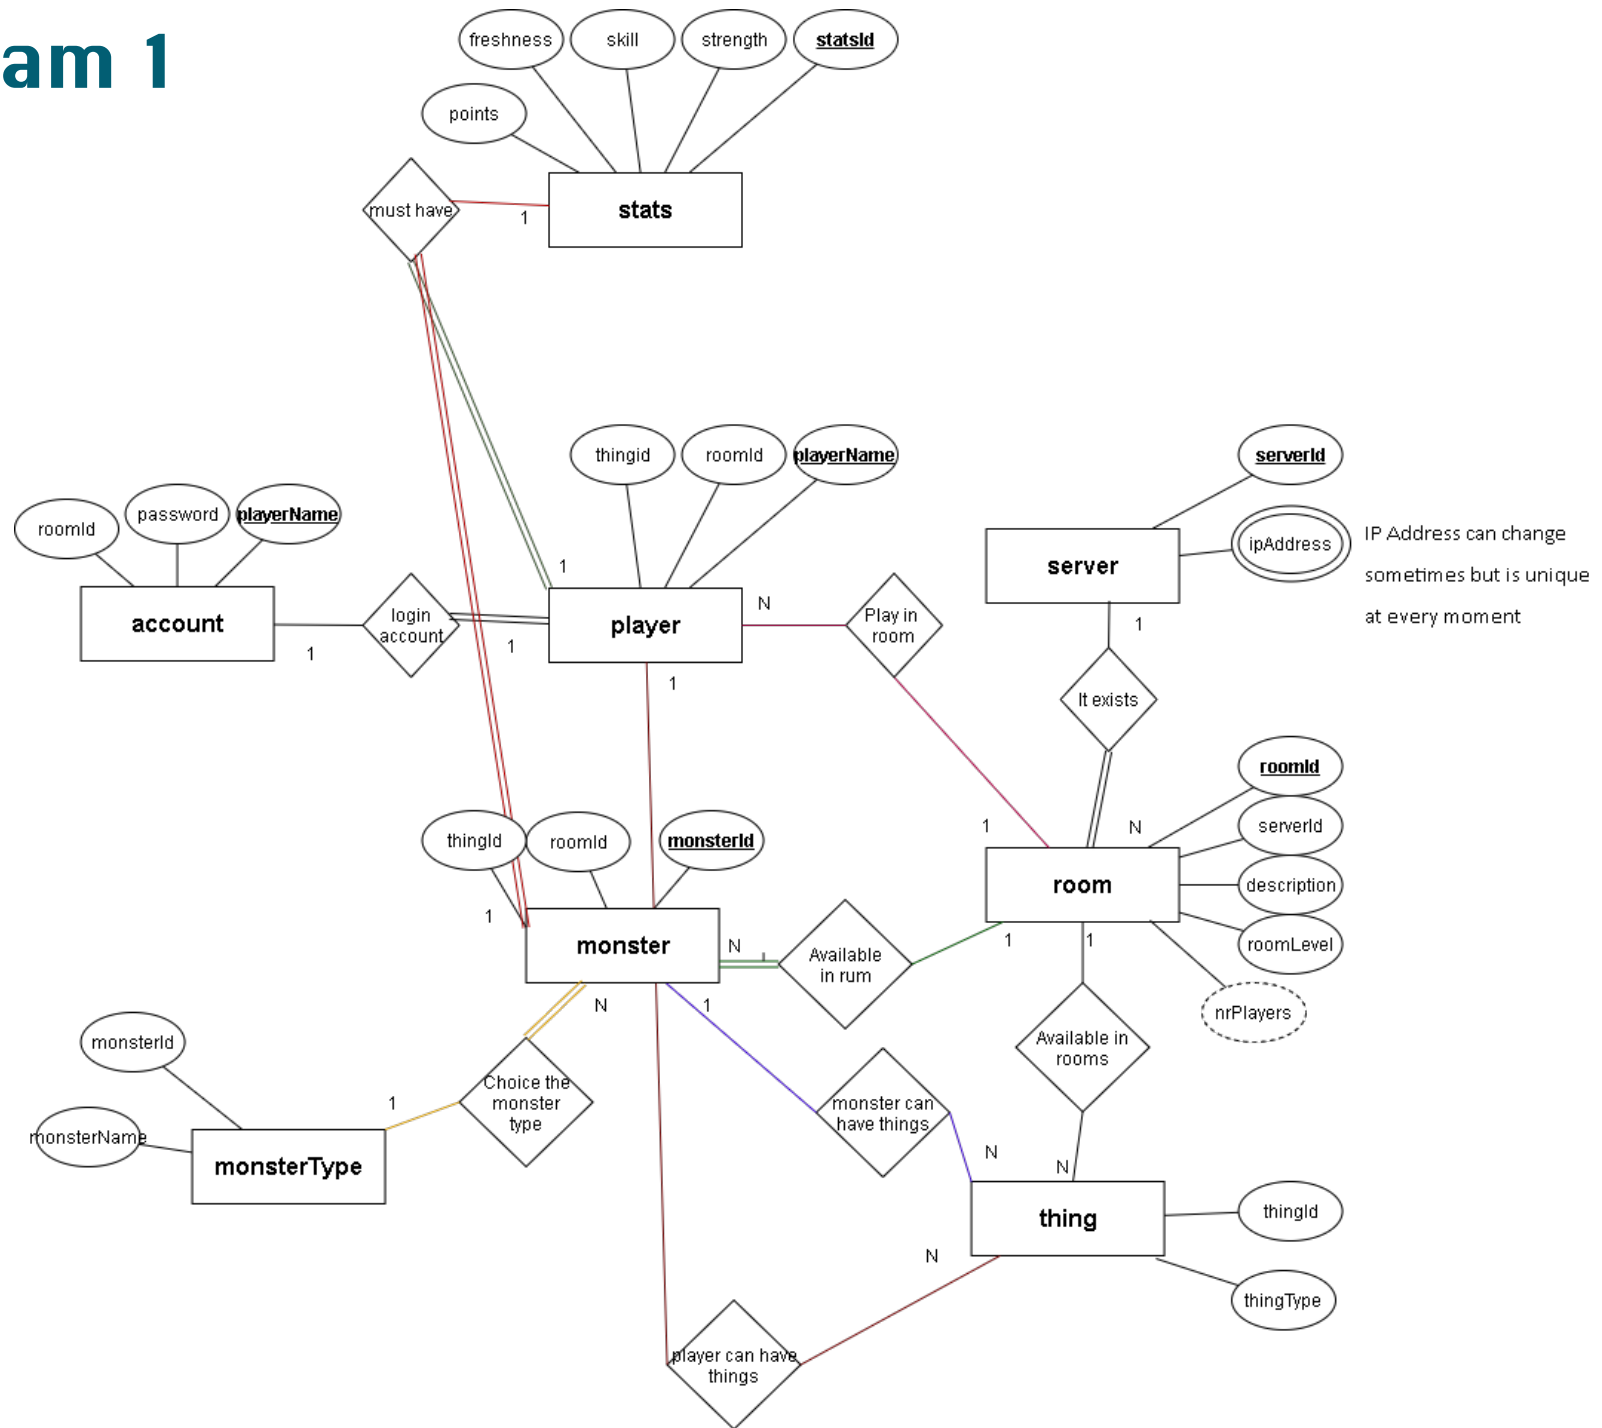 am 1
freshness
skill
strength
statsId
points
must have
1
stats
thingid
roomId
playerName
serverId
roomId
password
playerName
server
ipAddress
IP Address can change
sometimes but is unique
at every moment
1
account
login
account
player
N
Play in
room
1
1
1
1
It exists
roomId
thingId
roomId
monsterId
1
N
serverId
room
description
1
monster
N
Available
in rum
1
1
roomLevel
N
1
nrPlayers
monsterId
Available in
rooms
Choice the
monster
type
1
monster can
have things
monsterName
N
N
monsterType
thing
thingId
N
thingType
player can have
things